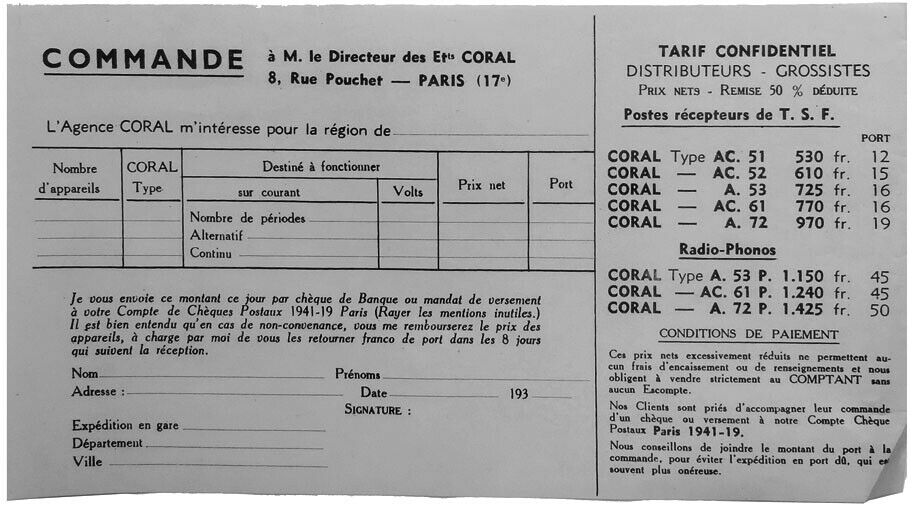 COMMANDE
à M. le Directeur des Ets CORAL
8, Rue Pouchet — PARIS (17e)
L'Agence CORAL m'intéresse pour la région de
Nombre d'appareils
CORAL Type
Destiné à fonctionner
sur courant
Volts
Prix net
Port
Nombre de périodes
Alternatif
Continu
Je vous envoie ce montant ce jour par chèque de Banque ou mandat de versement
à votre Compte de Chèques Postaux 1941-19 Paris (Rayer les mentions inutiles.)
Il est bien entendu qu'en cas de non-convenance, vous me rembourserez le prix des
appareils, à charge par moi de vous les retourner franco de port dans les 8 jours
qui suivent la réception.
Nom Prénoms
Adresse : Date 193
SIGNATURE :
Expédition en gare
Département
Ville
TARIF CONFIDENTIEL
DISTRIBUTEURS - GROSSISTES
PRIX NETS - REMISE 50 % DÉDUITE
Postes récepteurs de T. S. F.
PORT
CORAL Type AC. 51 530 fr. 12
CORAL — AC. 52 610 fr. 15
CORAL — A. 53 725 fr. 16
CORAL — AC. 61 770 fr. 16
CORAL — A. 72 970 fr. 19
Radio-Phonos
CORAL Type A. 53 P. 1.150 fr. 45
CORAL — AC. 61 P. 1.240 fr. 45
CORAL — A. 72 P. 1.425 fr. 50
CONDITIONS DE PAIEMENT
Ces prix nets excessivement réduits ne permettent au-
cun frais d'encaissement ou de renseignements et nous
obligent à vendre strictement au COMPTANT sans
aucun Escompte.
Nos Clients sont priés d'accompagner leur commande
d'un chèque ou versement à notre Compte Chèque
Postaux Paris 1941-19.
Nous conseillons de joindre le montant du port à la
commande, pour éviter l'expédition en port dû, qui es
souvent plus onéreuse.